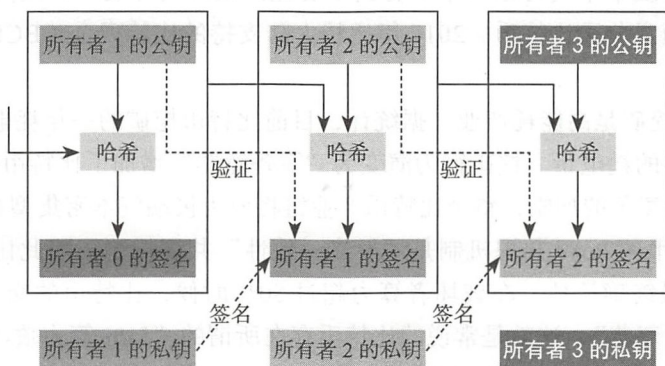 所有者 1 的公钥
所有者 2 的公钥
所有者 3 的公钥
哈希
哈希
哈希
验证
验证
所有者 0 的签名
所有者 1 的签名
所有者 2 的签名
签名
签名
所有者 1 的私钥
所有者 2 的私钥
所有者 3 的私钥